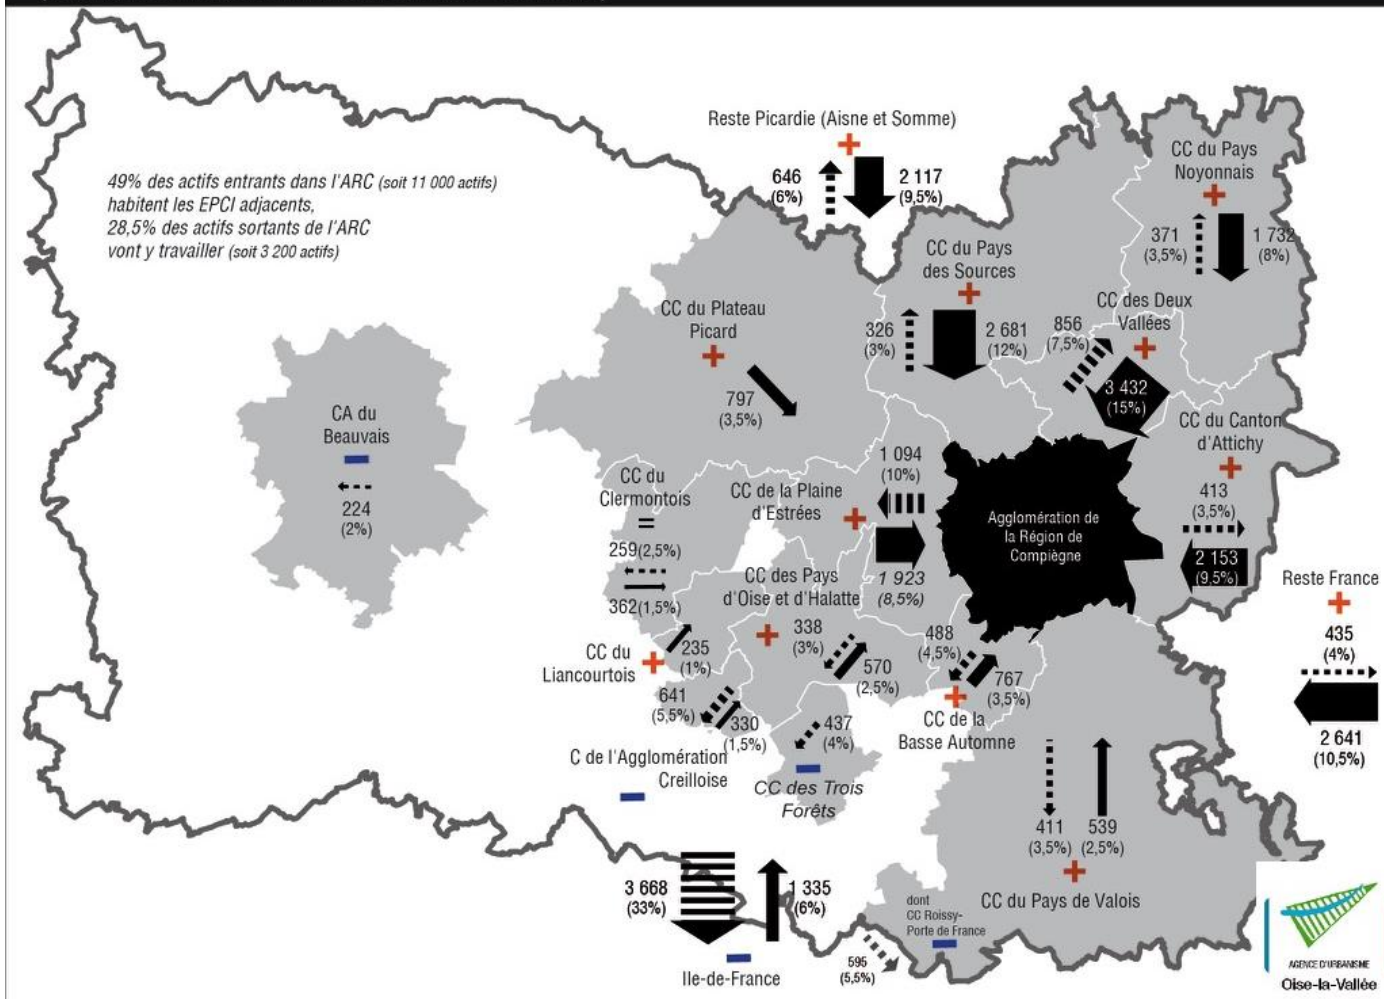 Reste Picardie (Aisne et Somme)
646
(6%)
2 117
(9,5%)
49% des actifs entrants dans l'ARC (soit 11 000 actifs)
habitent les EPCI adjacents,
28,5% des actifs sortants de l'ARC
vont y travailler (soit 3 200 actifs)
CC du Pays
Noyonnais
371
(3,5%)
1 732
(8%)
CC du Pays
des Sources
326
(3%)
2 681
(12%)
CC des Deux
Vallées
856
(7,5%)
3 432
(15%)
CC du Plateau
Picard
797
(3,5%)
CA du
Beauvais
224
(2%)
CC du Canton
d'Attichy
413
(3,5%)
2 153
(9,5%)
CC du
Clermontois
=
259(2,5%)
362(1,5%)
CC de la Plaine
d'Estrées
1 094
(10%)
1 923
(8,5%)
Agglomération de
la Région de
Compiègne
Reste France
435
(4%)
2 641
(10,5%)
CC des Pays
d'Oise et d'Halatte
338
(3%)
570
(2,5%)
488
(4,5%)
767
(3,5%)
CC de la
Basse Automne
CC du
Liancourtois
235
(1%)
641
(5,5%)
330
(1,5%)
C de l'Agglomération
Creilloise
437
(4%)
CC des Trois
Forêts
411
(3,5%)
539
(2,5%)
CC du Pays de Valois
3 668
(33%)
1 335
(6%)
Ile-de-France
dont
CC Roissy-
Porte de France
595
(5,5%)
AGENCE D'URBANISME
Oise-la-Vallée